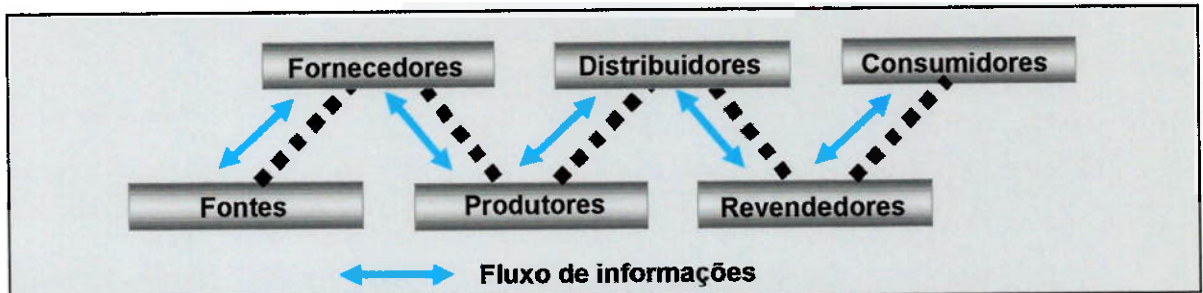 Fornecedores Distribuidores Consumidores
Fontes Produtores Revendedores
Fluxo de informações